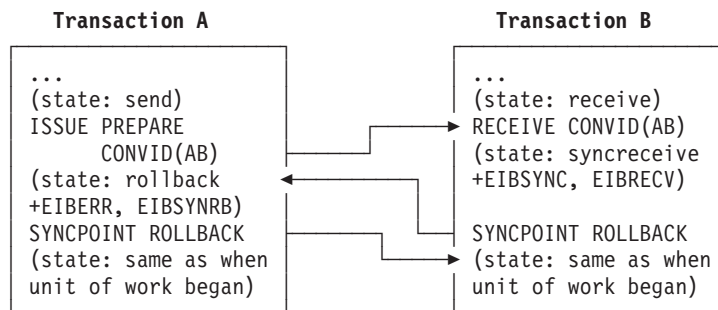 Transaction A
...
(state: send)
ISSUE PREPARE
CONVID(AB)
(state: rollback
+EIBERR, EIBSYNRB)
SYNCPOINT ROLLBACK
(state: same as when
unit of work began)
Transaction B
...
(state: receive)
RECEIVE CONVID(AB)
(state: syncreceive
+EIBSYNC, EIBRECV)
SYNCPOINT ROLLBACK
(state: same as when
unit of work began)